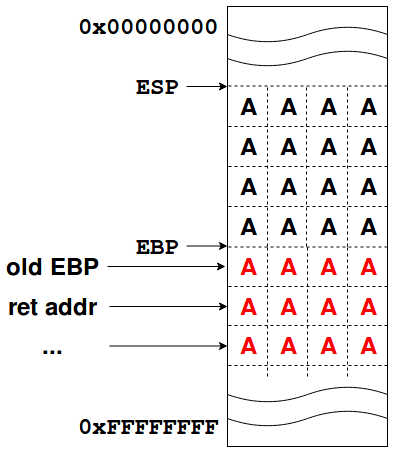 0x00000000
ESP
A A A A
A A A A
A A A A
A A A A
EBP
old EBP A A A A
ret addr A A A A
... A A A A
0xFFFFFFFF